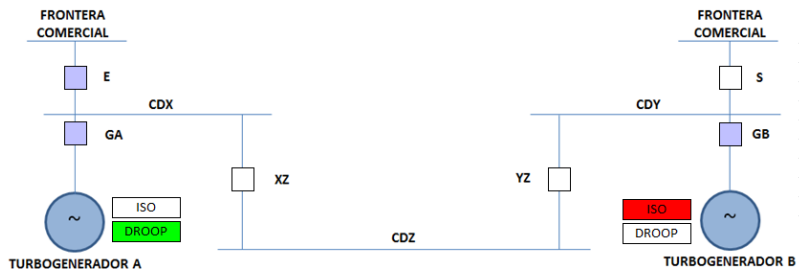 FRONTERA
COMERCIAL
FRONTERA
COMERCIAL
E
S
CDX
CDY
GA
GB
XZ
YZ
ISO
DROOP
ISO
DROOP
~
~
CDZ
TURBOGENERADOR A
TURBOGENERADOR B